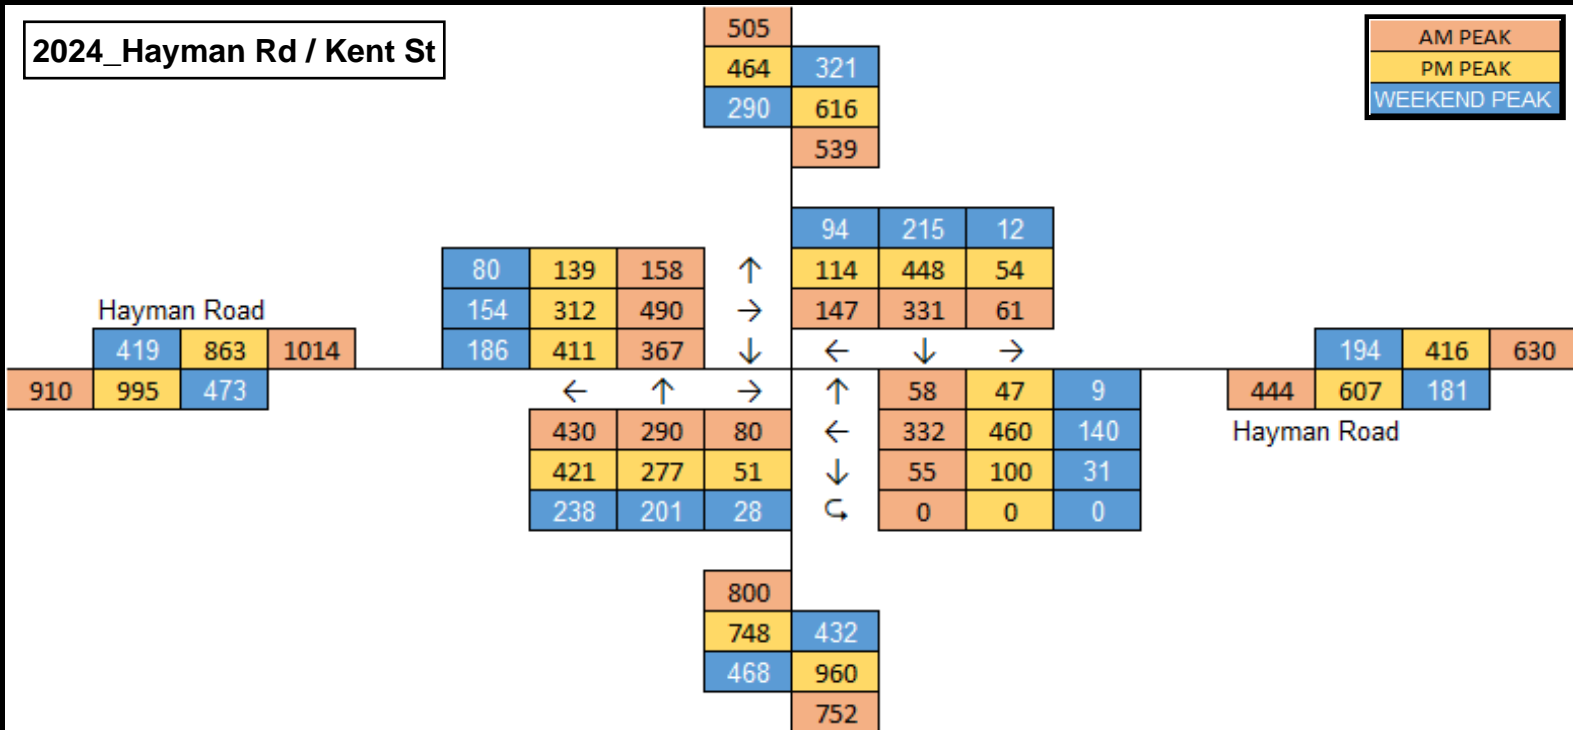 505
2024_Hayman Rd / Kent St
464 321
290 616
539
AM PEAK
PM PEAK
WEEKEND PEAK
94 215 12
80 139 158 ↑ 114 448 54
154 312 490 → 147 331 61
Hayman Road
419 863 1014 186 411 367 ↓ ← ↓ → 194 416 630
910 995 473 ← ↑ → ↑ 58 47 9 444 607 181
430 290 80 ← 332 460 140 Hayman Road
421 277 51 ↓ 55 100 31
238 201 28 ⮎ 0 0 0
800
748 432
468 960
752